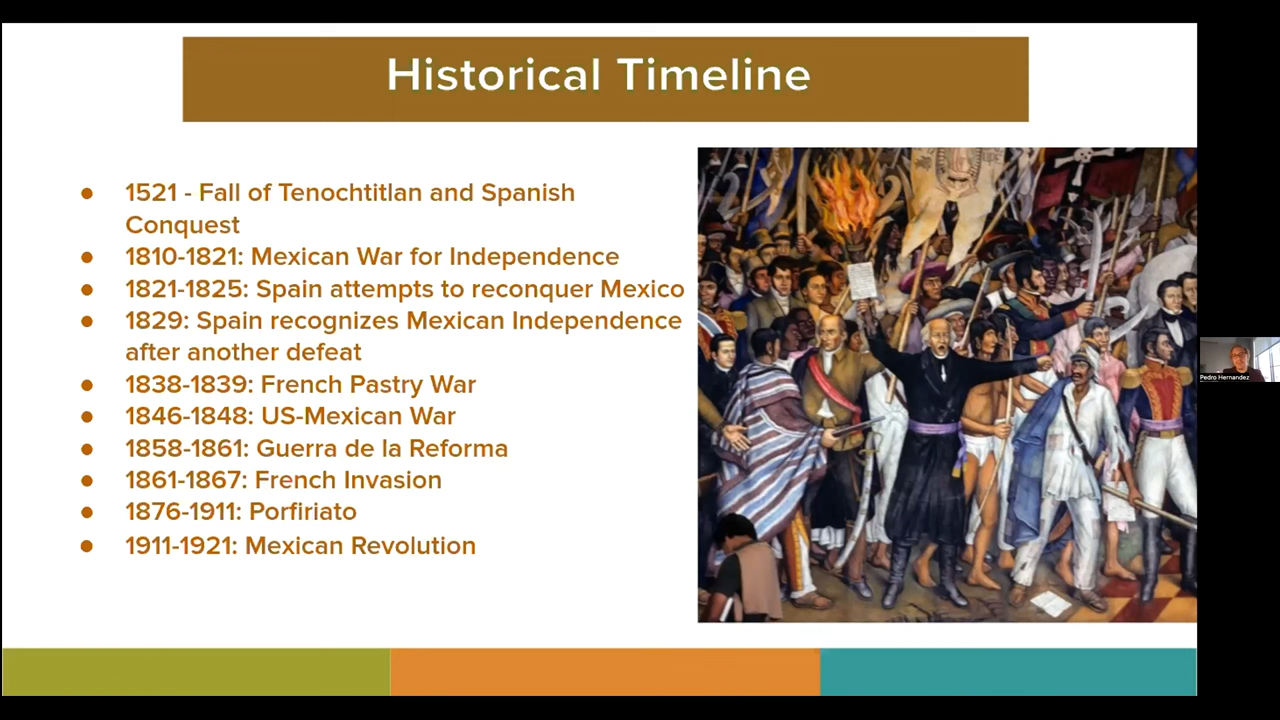 Historical Timeline
● 1521 - Fall of Tenochtitlan and Spanish
Conquest
● 1810-1821: Mexican War for Independence
● 1821-1825: Spain attempts to reconquer Mexico
● 1829: Spain recognizes Mexican Independence
after another defeat
● 1838-1839: French Pastry War
● 1846-1848: US-Mexican War
● 1858-1861: Guerra de la Reforma
● 1861-1867: French Invasion
● 1876-1911: Porfiriato
● 1911-1921: Mexican Revolution
Pedro Hernandez